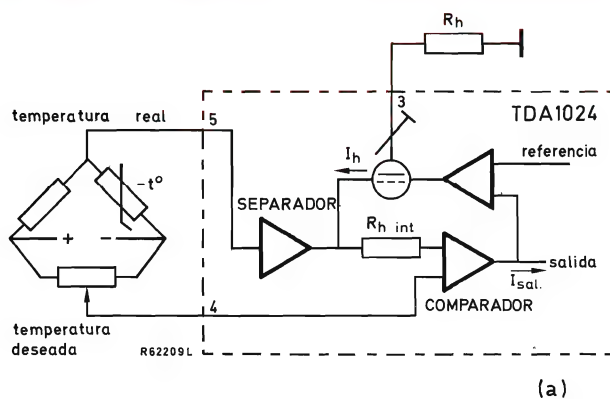 R_h
3
TDA1024
temperatura real
5
I_h
referencia
-t°
SEPARADOR
R_h int
+ -
salida
I_sal.
COMPARADOR
4
temperatura
deseada
R62209L
(a)